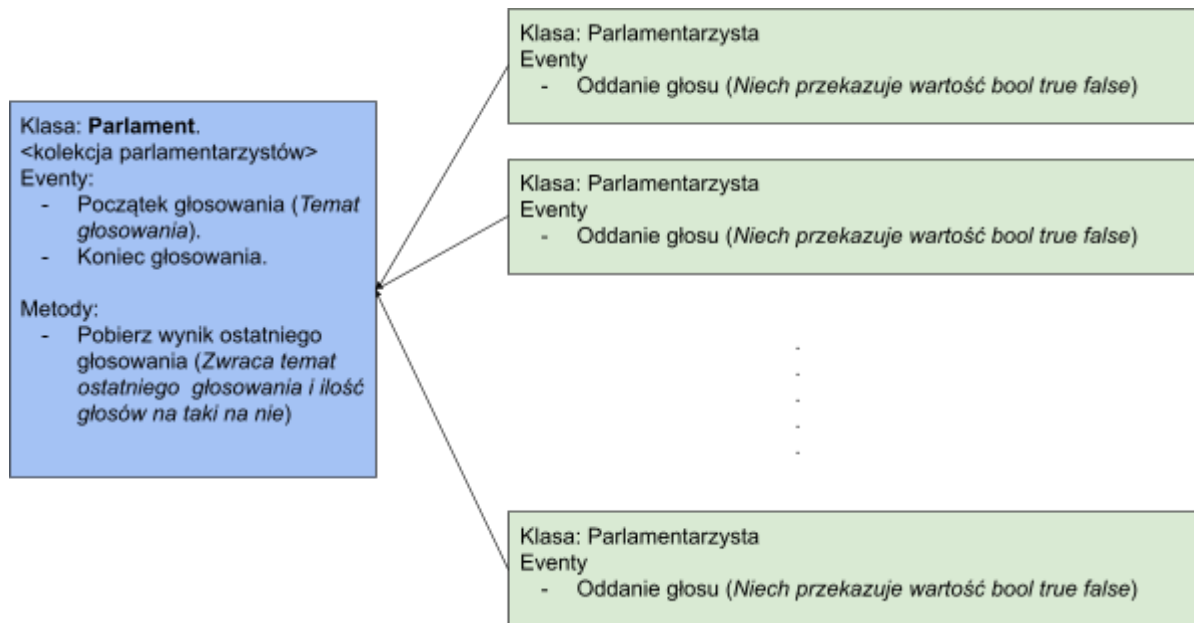 Klasa: Parlament.
<kolekcja parlamentarzystów>
Eventy:
- Początek głosowania (Temat
głosowania).
- Koniec głosowania.
Metody:
- Pobierz wynik ostatniego
głosowania (Zwraca temat
ostatniego głosowania i ilość
głosów na taki na nie)
Klasa: Parlamentarzysta
Eventy
- Oddanie głosu (Niech przekazuje wartość bool true false)
Klasa: Parlamentarzysta
Eventy
- Oddanie głosu (Niech przekazuje wartość bool true false)
Klasa: Parlamentarzysta
Eventy
- Oddanie głosu (Niech przekazuje wartość bool true false)